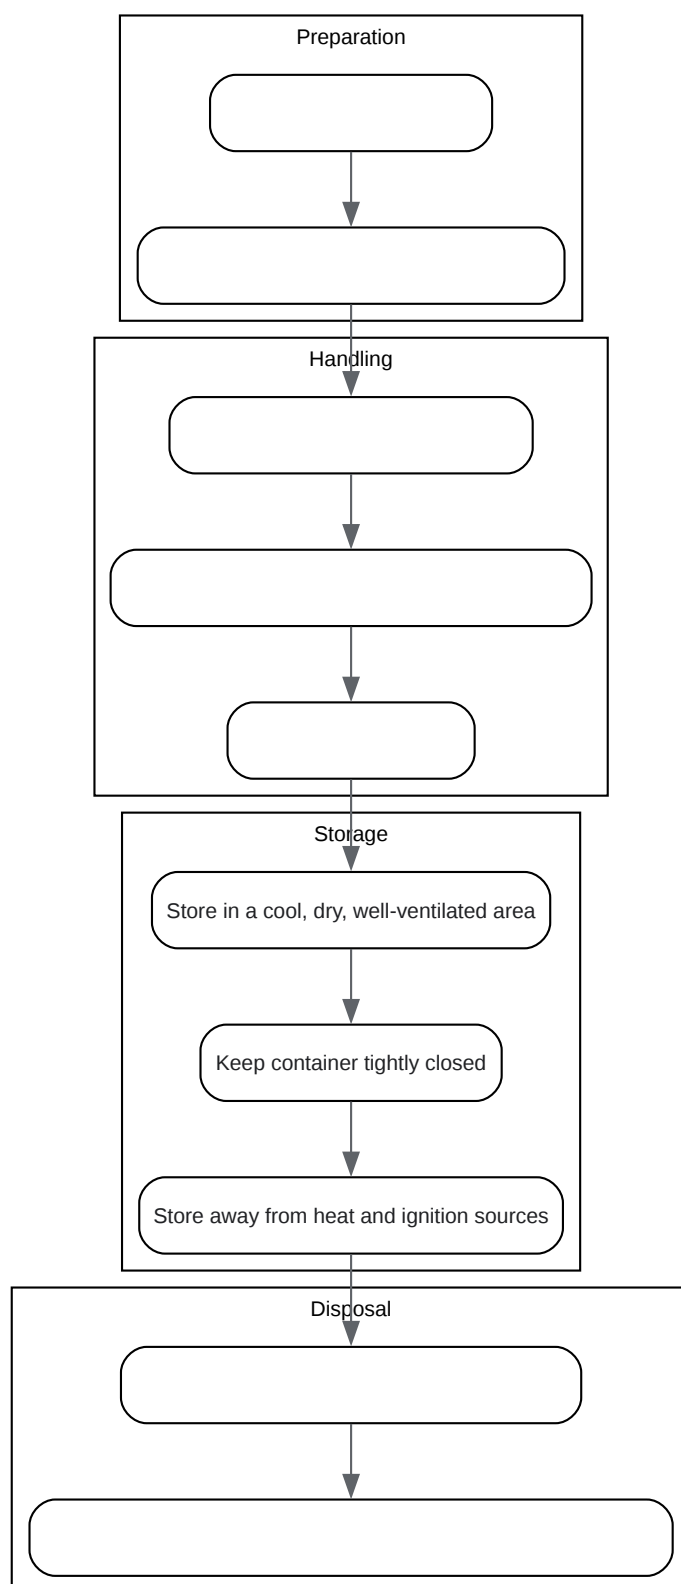 Preparation
Handling
Storage
Store in a cool, dry, well-ventilated area
Keep container tightly closed
Store away from heat and ignition sources
Disposal